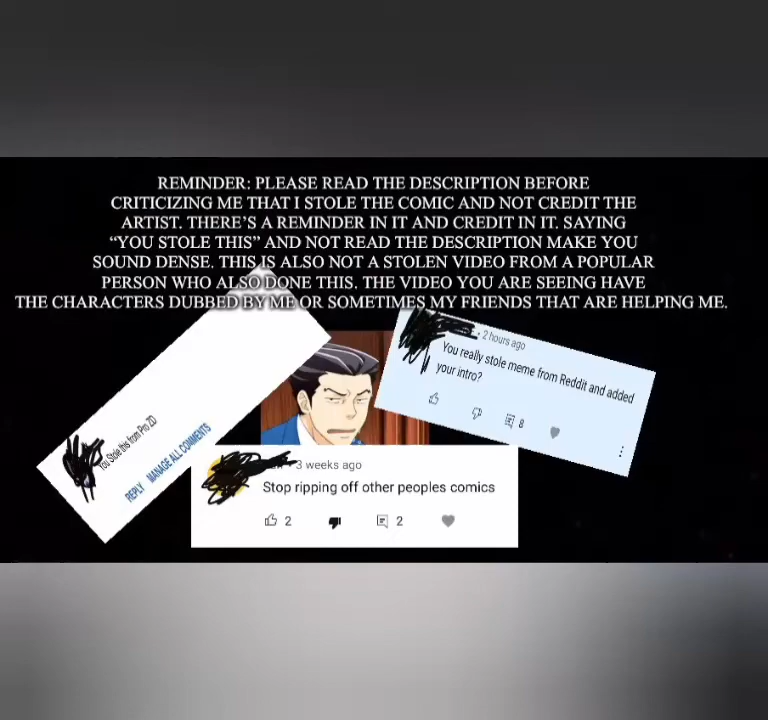 REMINDER: PLEASE READ THE DESCRIPTION BEFORE
CRITICIZING ME THAT I STOLE THE COMIC AND NOT CREDIT THE
ARTIST. THERE'S A REMINDER IN IT AND CREDIT IN IT. SAYING
“YOU STOLE THIS” AND NOT READ THE DESCRIPTION MAKE YOU
SOUND DENSE. THIS IS ALSO NOT A STOLEN VIDEO FROM A POPULAR
PERSON WHO ALSO DONE THIS. THE VIDEO YOU ARE SEEING HAVE
THE CHARACTERS DUBBED BY ME OR SOMETIMES MY FRIENDS THAT ARE HELPING ME.
• 2 hours ago
You really stole meme from Reddit and added
your intro?
8
You Stole this from Pro ZD
REPLY MANAGE ALL COMMENTS
• 3 weeks ago
Stop ripping off other peoples comics
2 2